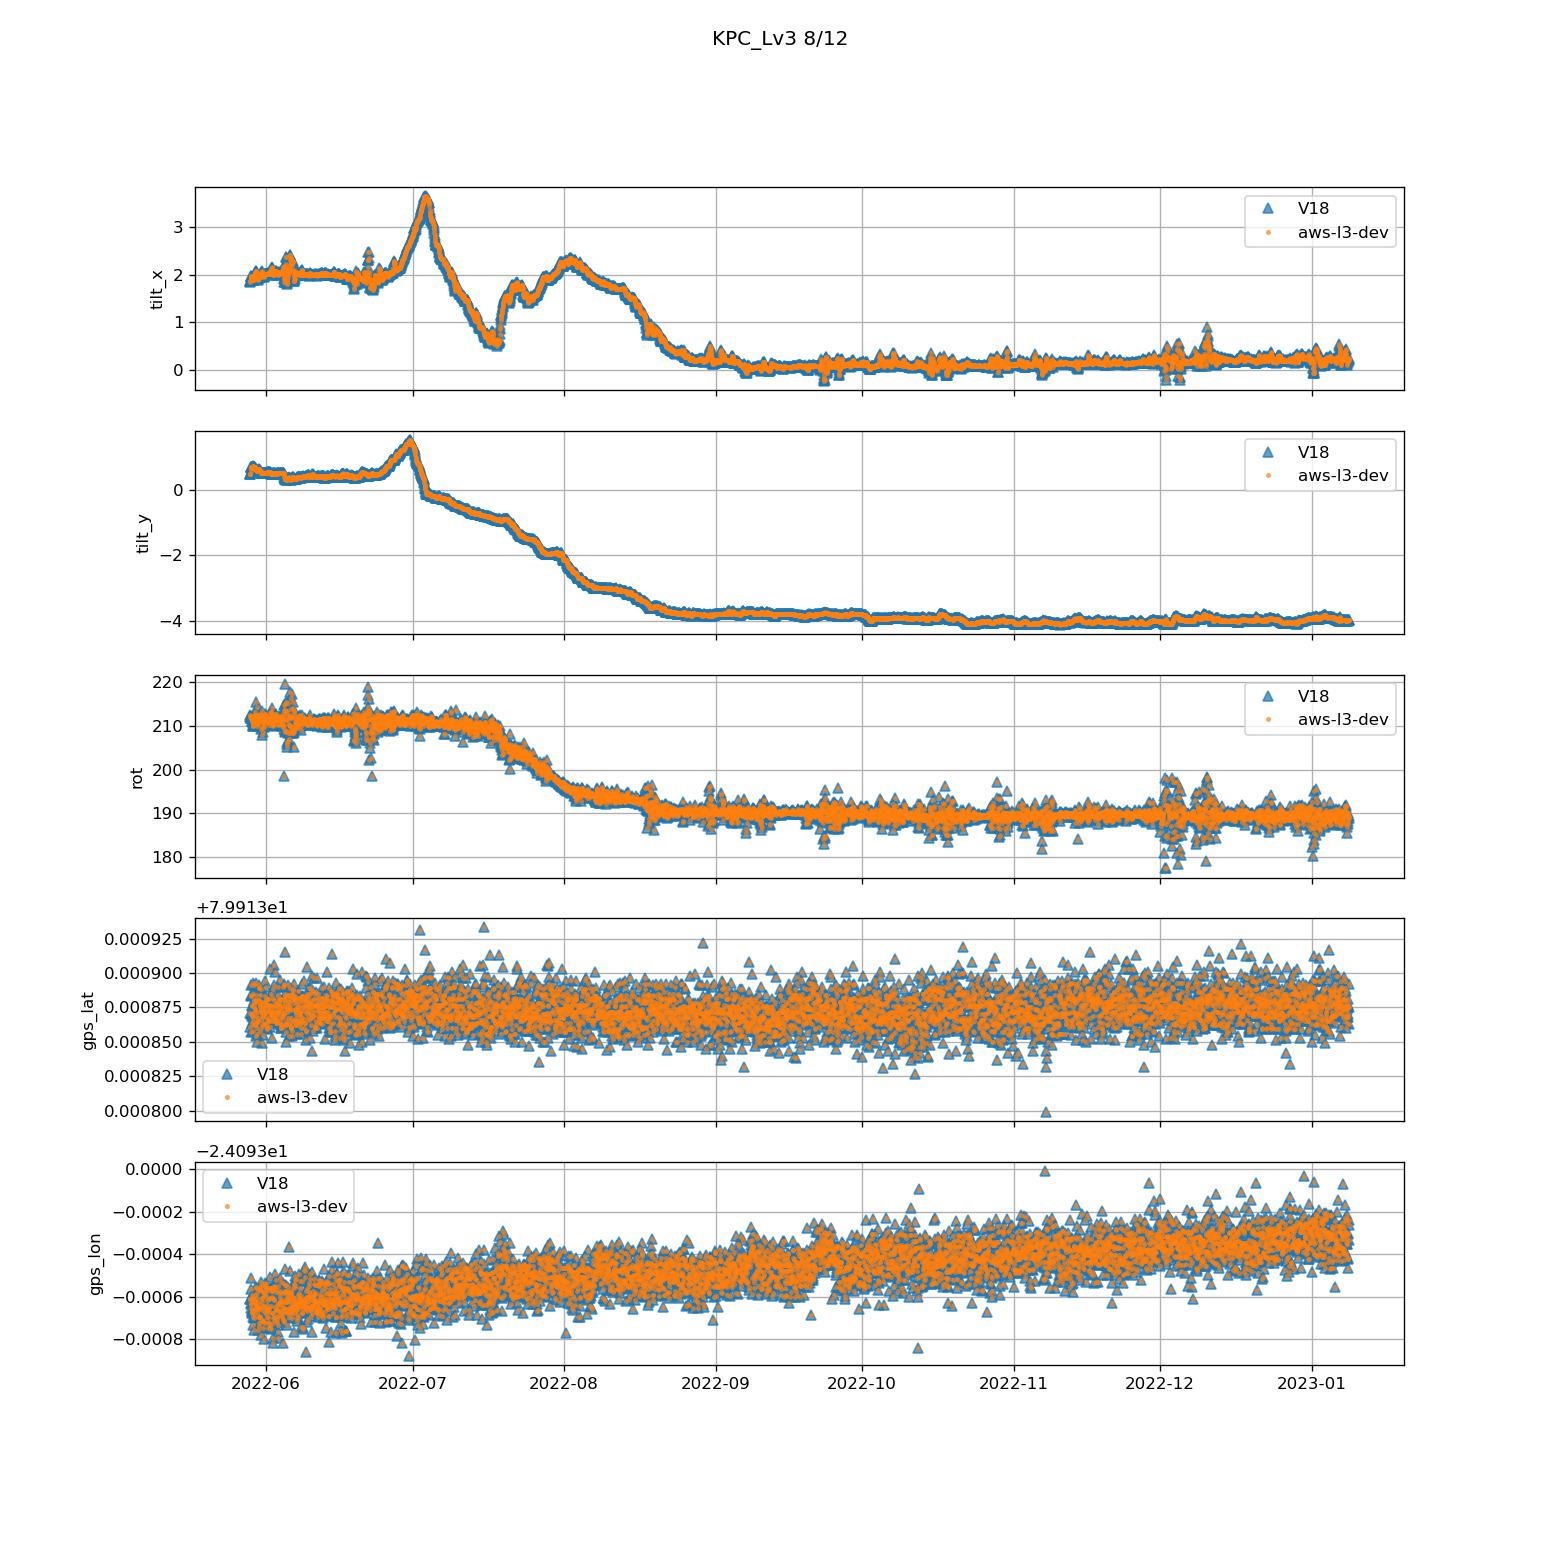 KPC_Lv3 8/12
3
2
1
0
tilt_x
V18
aws-l3-dev
0
−2
−4
tilt_y
V18
aws-l3-dev
220
210
200
190
180
rot
V18
aws-l3-dev
+7.9913e1
0.000925
0.000900
0.000875
0.000850
0.000825
0.000800
gps_lat
V18
aws-l3-dev
−2.4093e1
0.0000
−0.0002
−0.0004
−0.0006
−0.0008
gps_lon
V18
aws-l3-dev
2022-06 2022-07 2022-08 2022-09 2022-10 2022-11 2022-12 2023-01